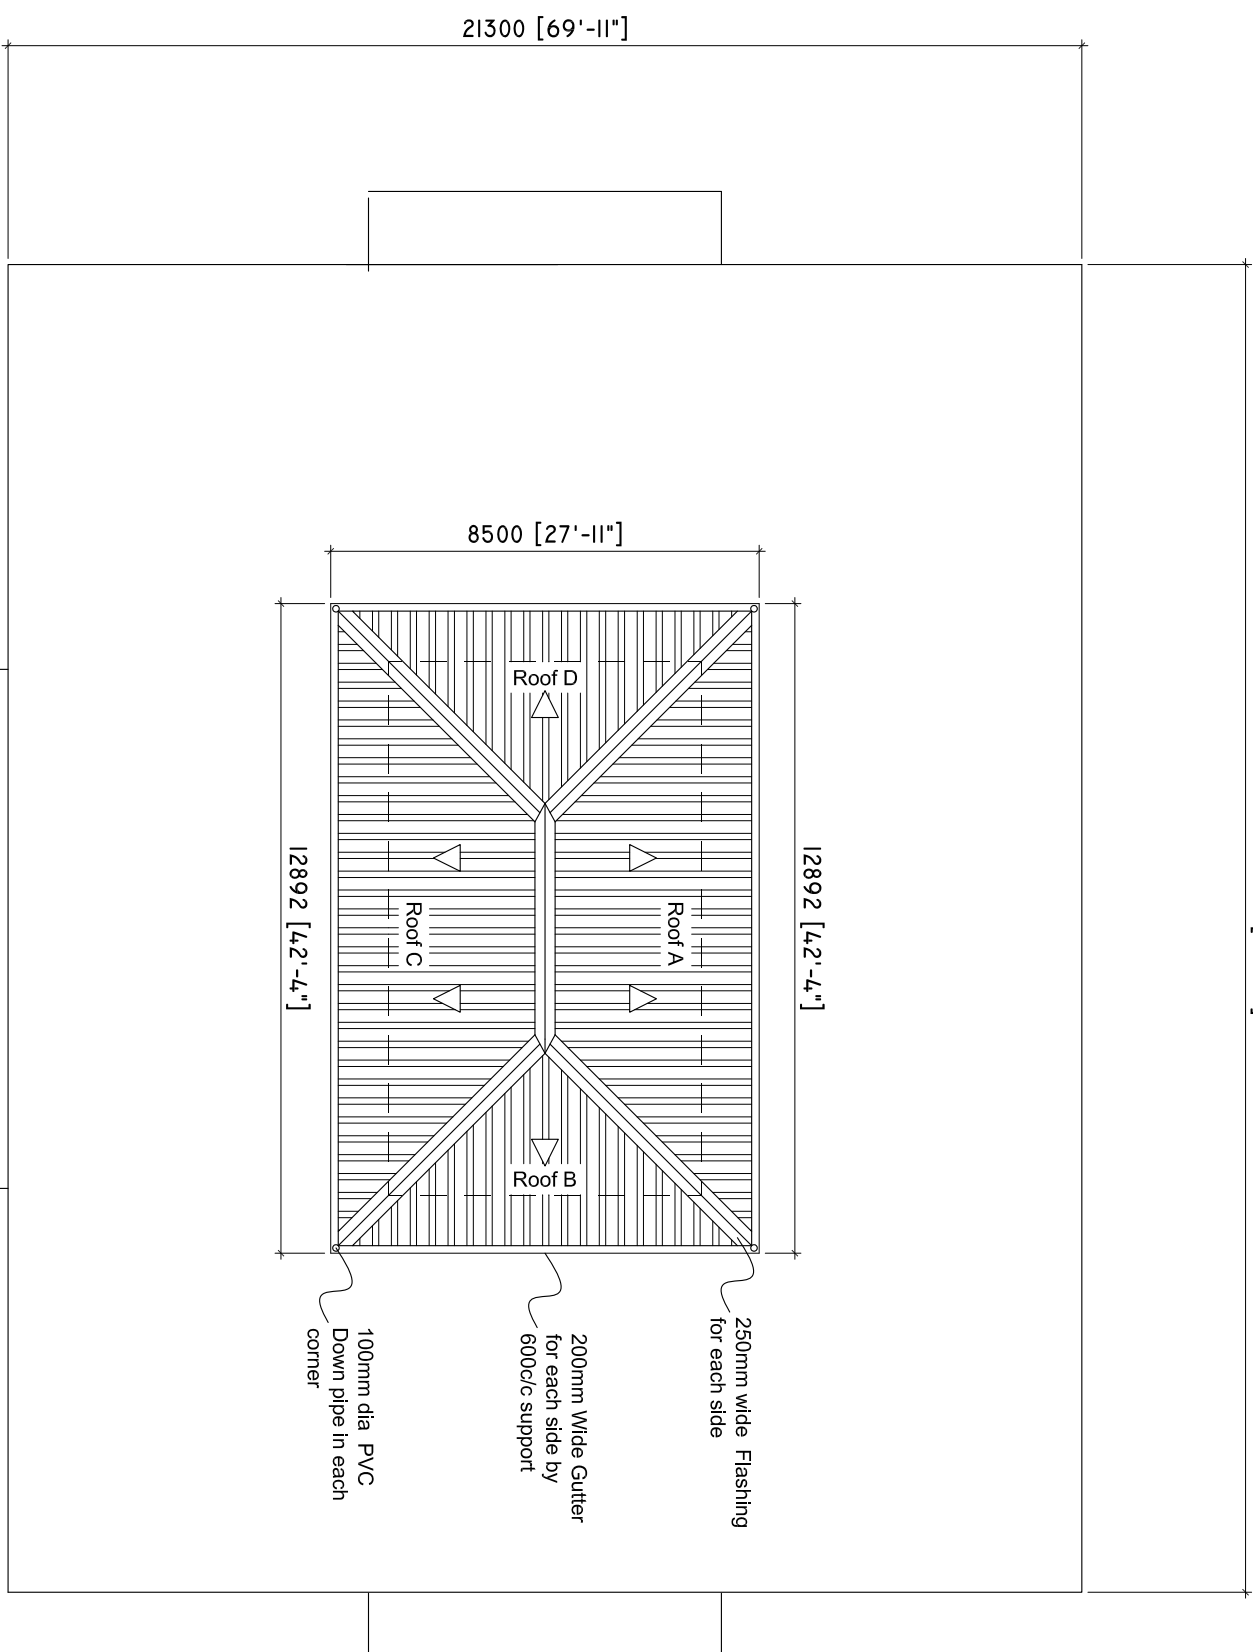 21300 [69'-11"]
8500 [27'-11"]
Roof D
12892 [42'-4"]
12892 [42'-4"]
Roof C
Roof A
Roof B
250mm wide Flashing
for each side
200mm Wide Gutter
for each side by
600c/c support
100mm dia PVC
Down pipe in each
corner